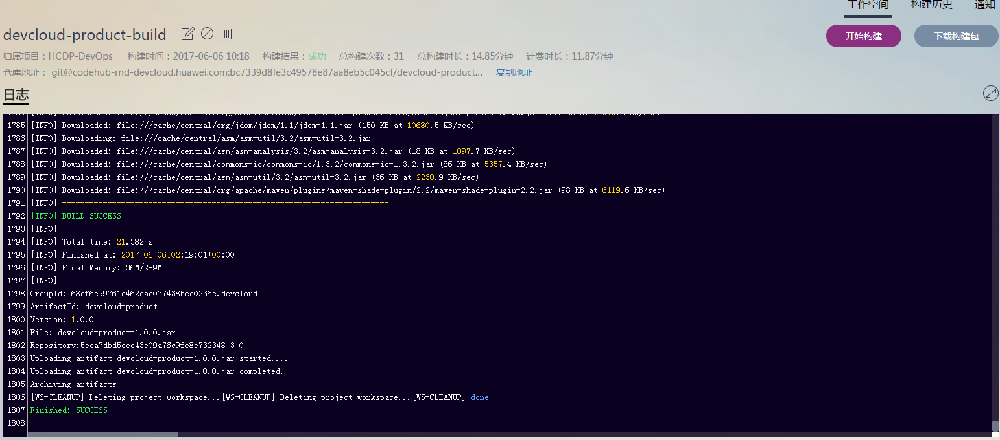 工作空间 构建历史 通知
devcloud-product-build 开始构建 下载构建包
归属项目：HCDP-DevOps 构建时间：2017-06-06 10:18 构建结果：成功 总构建次数：31 总构建时长：14.85分钟 计费时长：11.87分钟
仓库地址： git@codehub-rnd-devcloud.huawei.com:bc7339d8fe3c49578e87aa8eb5c045cf/devcloud-product... 复制地址
日志
1785 [INFO] Downloaded: file:///cache/central/org/jdom/jdom/1.1/jdom-1.1.jar (150 KB at 10680.5 KB/sec)
1786 [INFO] Downloading: file:///cache/central/asm/asm-util/3.2/asm-util-3.2.jar
1787 [INFO] Downloaded: file:///cache/central/asm/asm-analysis/3.2/asm-analysis-3.2.jar (18 KB at 1097.7 KB/sec)
1788 [INFO] Downloaded: file:///cache/central/commons-io/commons-io/1.3.2/commons-io-1.3.2.jar (86 KB at 5357.4 KB/sec)
1789 [INFO] Downloaded: file:///cache/central/asm/asm-util/3.2/asm-util-3.2.jar (36 KB at 2230.9 KB/sec)
1790 [INFO] Downloaded: file:///cache/central/org/apache/maven/plugins/maven-shade-plugin/2.2/maven-shade-plugin-2.2.jar (98 KB at 6119.6 KB/sec)
1791 [INFO] ------------------------------------------------------------------------
1792 [INFO] BUILD SUCCESS
1793 [INFO] ------------------------------------------------------------------------
1794 [INFO] Total time: 21.382 s
1795 [INFO] Finished at: 2017-06-06T02:19:01+00:00
1796 [INFO] Final Memory: 36M/289M
1797 [INFO] ------------------------------------------------------------------------
1798 GroupId: 68ef6e99761d462dae0774385ee0236e.devcloud
1799 ArtifactId: devcloud-product
1800 Version: 1.0.0
1801 File: devcloud-product-1.0.0.jar
1802 Repository:5eea7dbd5eee43e09a76c9fe8e732348_3_0
1803 Uploading artifact devcloud-product-1.0.0.jar started....
1804 Uploading artifact devcloud-product-1.0.0.jar completed.
1805 Archiving artifacts
1806 [WS-CLEANUP] Deleting project workspace...[WS-CLEANUP] Deleting project workspace...[WS-CLEANUP] done
1807 Finished: SUCCESS
1808